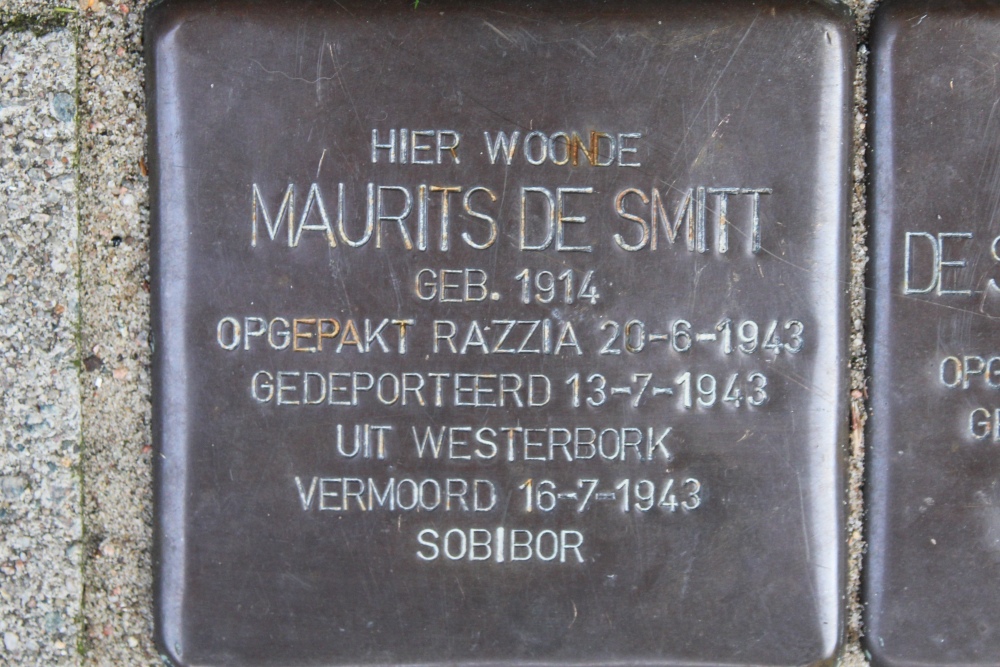 HIER WOONDE
MAURITS DE SMITT
GEB. 1914
OPGEPAKT RAZZIA 20-6-1943
GEDEPORTEERD 13-7-1943
UIT WESTERBORK
VERMOORD 16-7-1943
SOBIBOR
DE